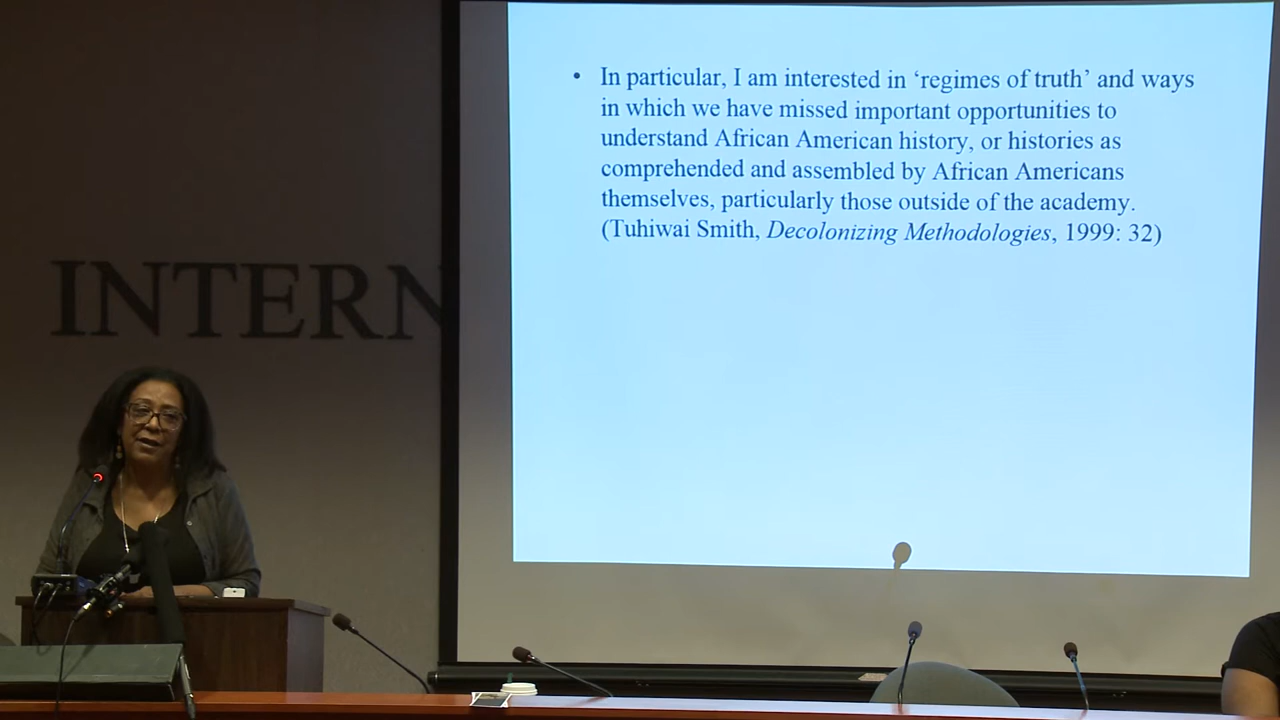 • In particular, I am interested in ‘regimes of truth’ and ways
in which we have missed important opportunities to
understand African American history, or histories as
comprehended and assembled by African Americans
themselves, particularly those outside of the academy.
(Tuhiwai Smith, Decolonizing Methodologies, 1999: 32)
INTERN